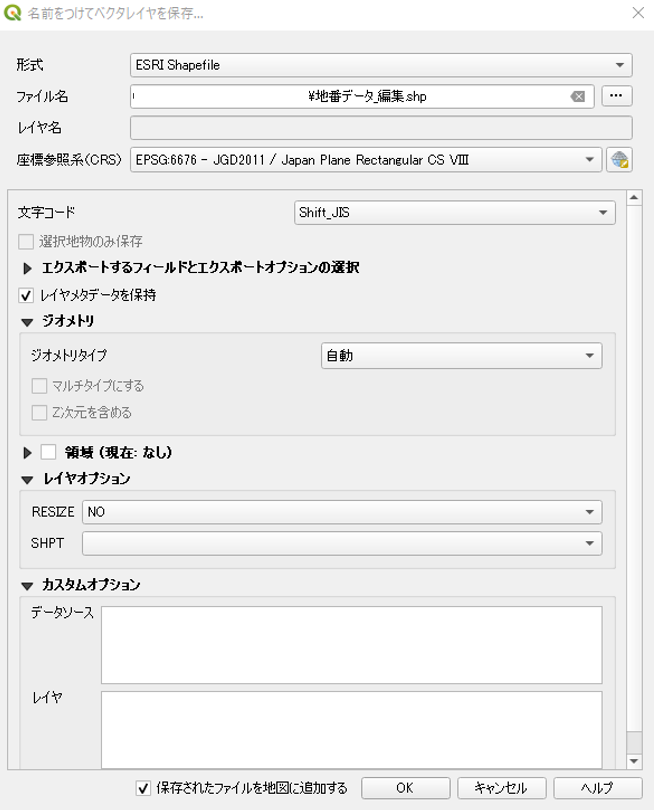 名前をつけてベクタレイヤを保存...
形式 ESRI Shapefile
ファイル名 ¥地番データ_編集.shp ...
レイヤ名
座標参照系(CRS) EPSG:6676 - JGD2011 / Japan Plane Rectangular CS VIII
文字コード Shift_JIS
選択地物のみ保存
エクスポートするフィールドとエクスポートオプションの選択
レイヤメタデータを保持
ジオメトリ
ジオメトリタイプ 自動
マルチタイプにする
Z次元を含める
領域 (現在: なし)
レイヤオプション
RESIZE NO
SHPT
カスタムオプション
データソース
レイヤ
保存されたファイルを地図に追加する OK キャンセル ヘルプ